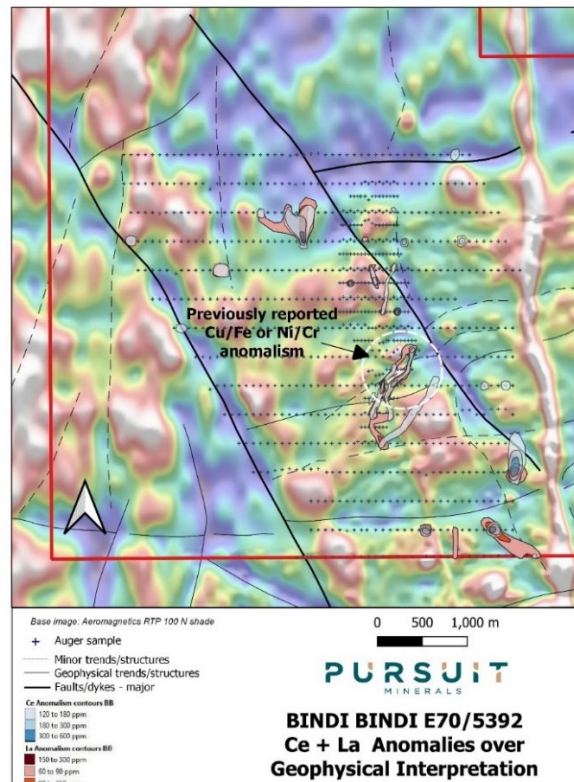 Previously reported
Cu/Fe or Ni/Cr
anomalism
Base image: Aeromagnetics RTP 100 N shade
Auger sample
Minor trends/structures
Geophysical trends/structures
Faults/dykes - major
Ce Anomalism contours BB
120 to 180 ppm
180 to 300 ppm
300 to 600 ppm
La Anomalism contours BB
150 to 300 ppm
60 to 90 ppm
0 500 1,000 m
PURSUIT
MINERALS
BINDI BINDI E70/5392
Ce + La Anomalies over
Geophysical Interpretation